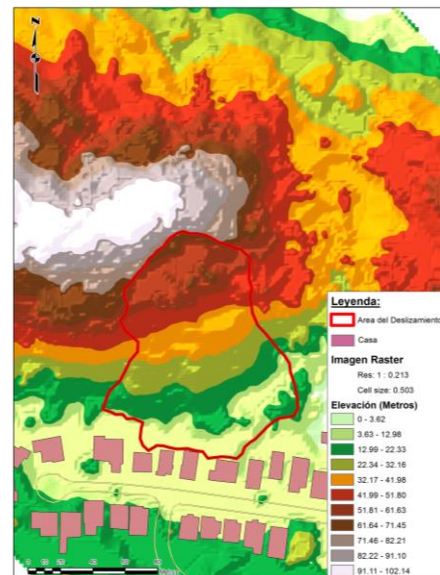 N
Leyenda:
Area del Deslizamiento
Casa
Imagen Raster
Res: 1 : 0.213
Cell size: 0.503
Elevación (Metros)
0 - 3.62
3.63 - 12.98
12.99 - 22.33
22.34 - 32.16
32.17 - 41.98
41.99 - 51.80
51.81 - 61.63
61.64 - 71.45
71.46 - 82.21
82.22 - 91.10
91.11 - 102.14